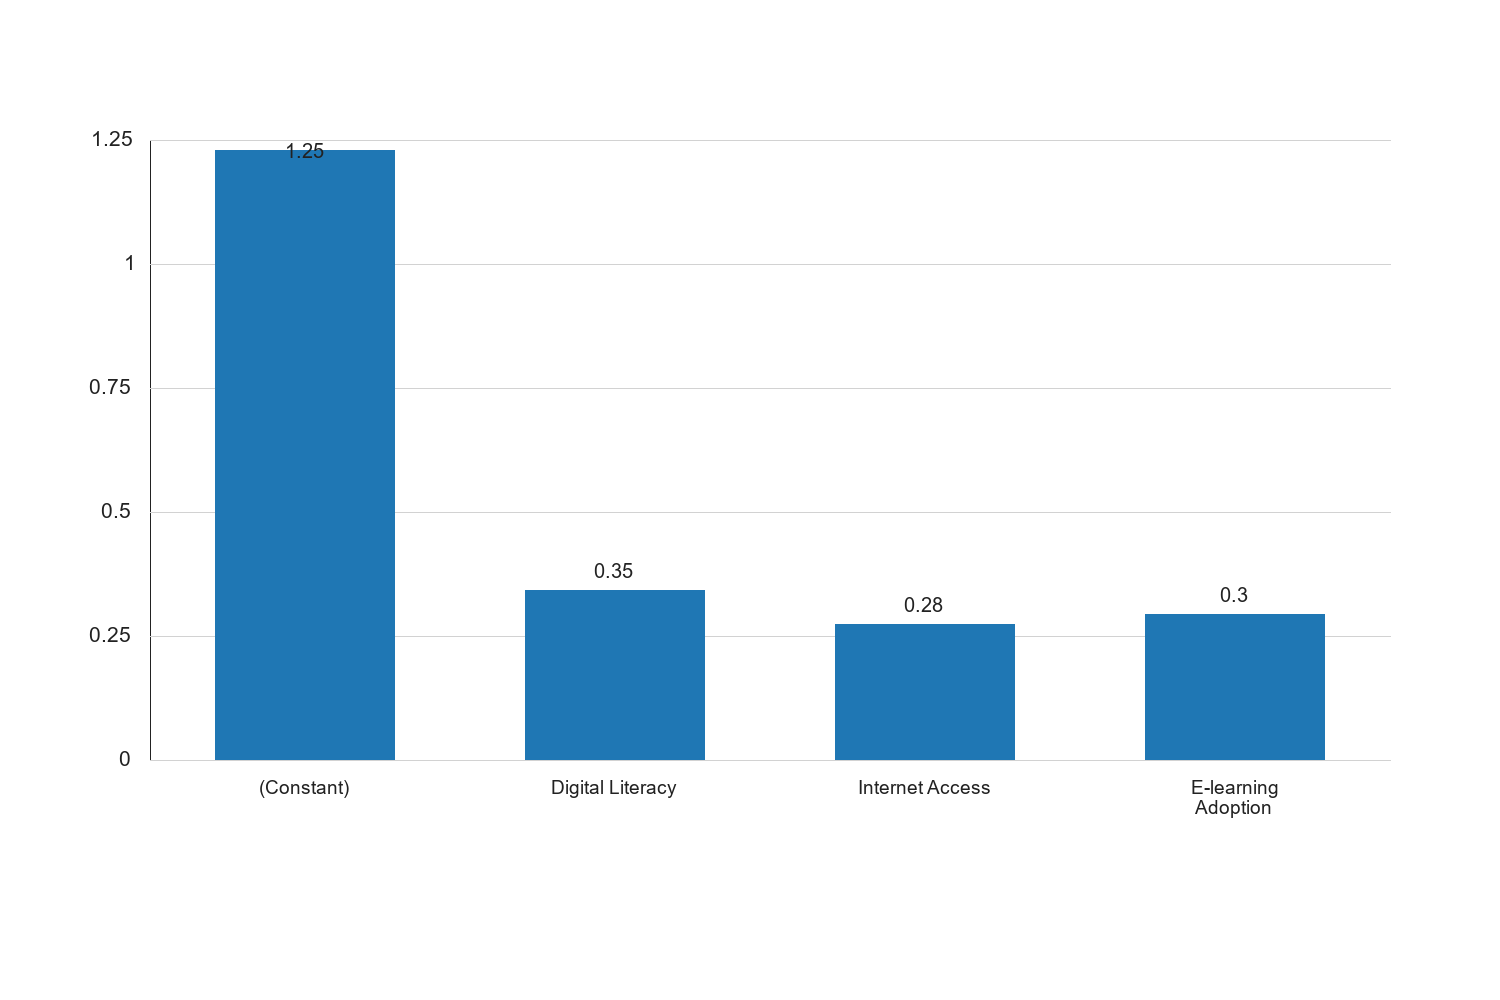 1.25
1.25
1
0.75
0.5
0.35
0.28
0.3
0.25
0
(Constant)
Digital Literacy
Internet Access
E-learning
Adoption